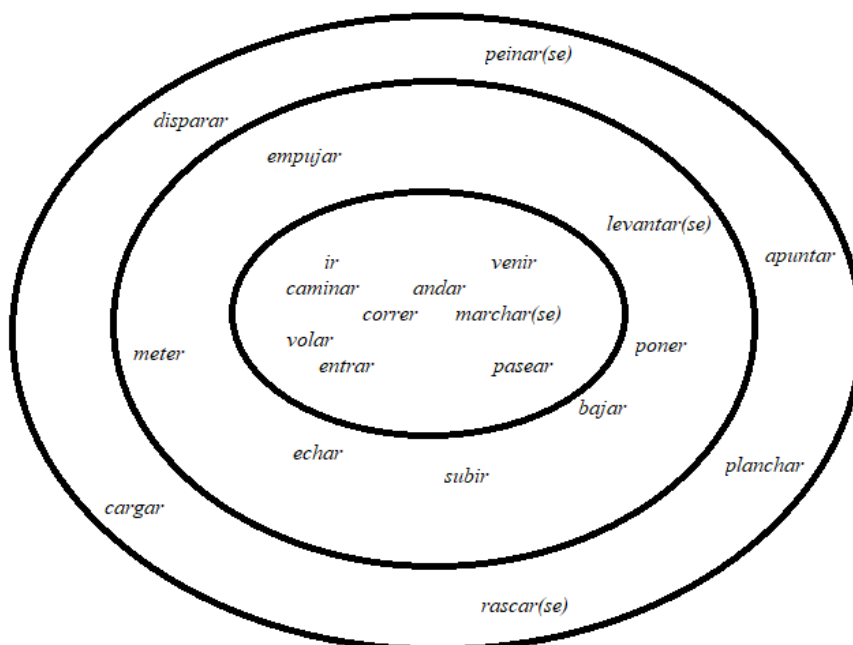 peinar(se)
disparar
empujar
levantar(se)
apuntar
ir
venir
caminar
andar
correr
marchar(se)
volar
poner
meter
entrar
pasear
bajar
echar
subir
planchar
cargar
rascar(se)